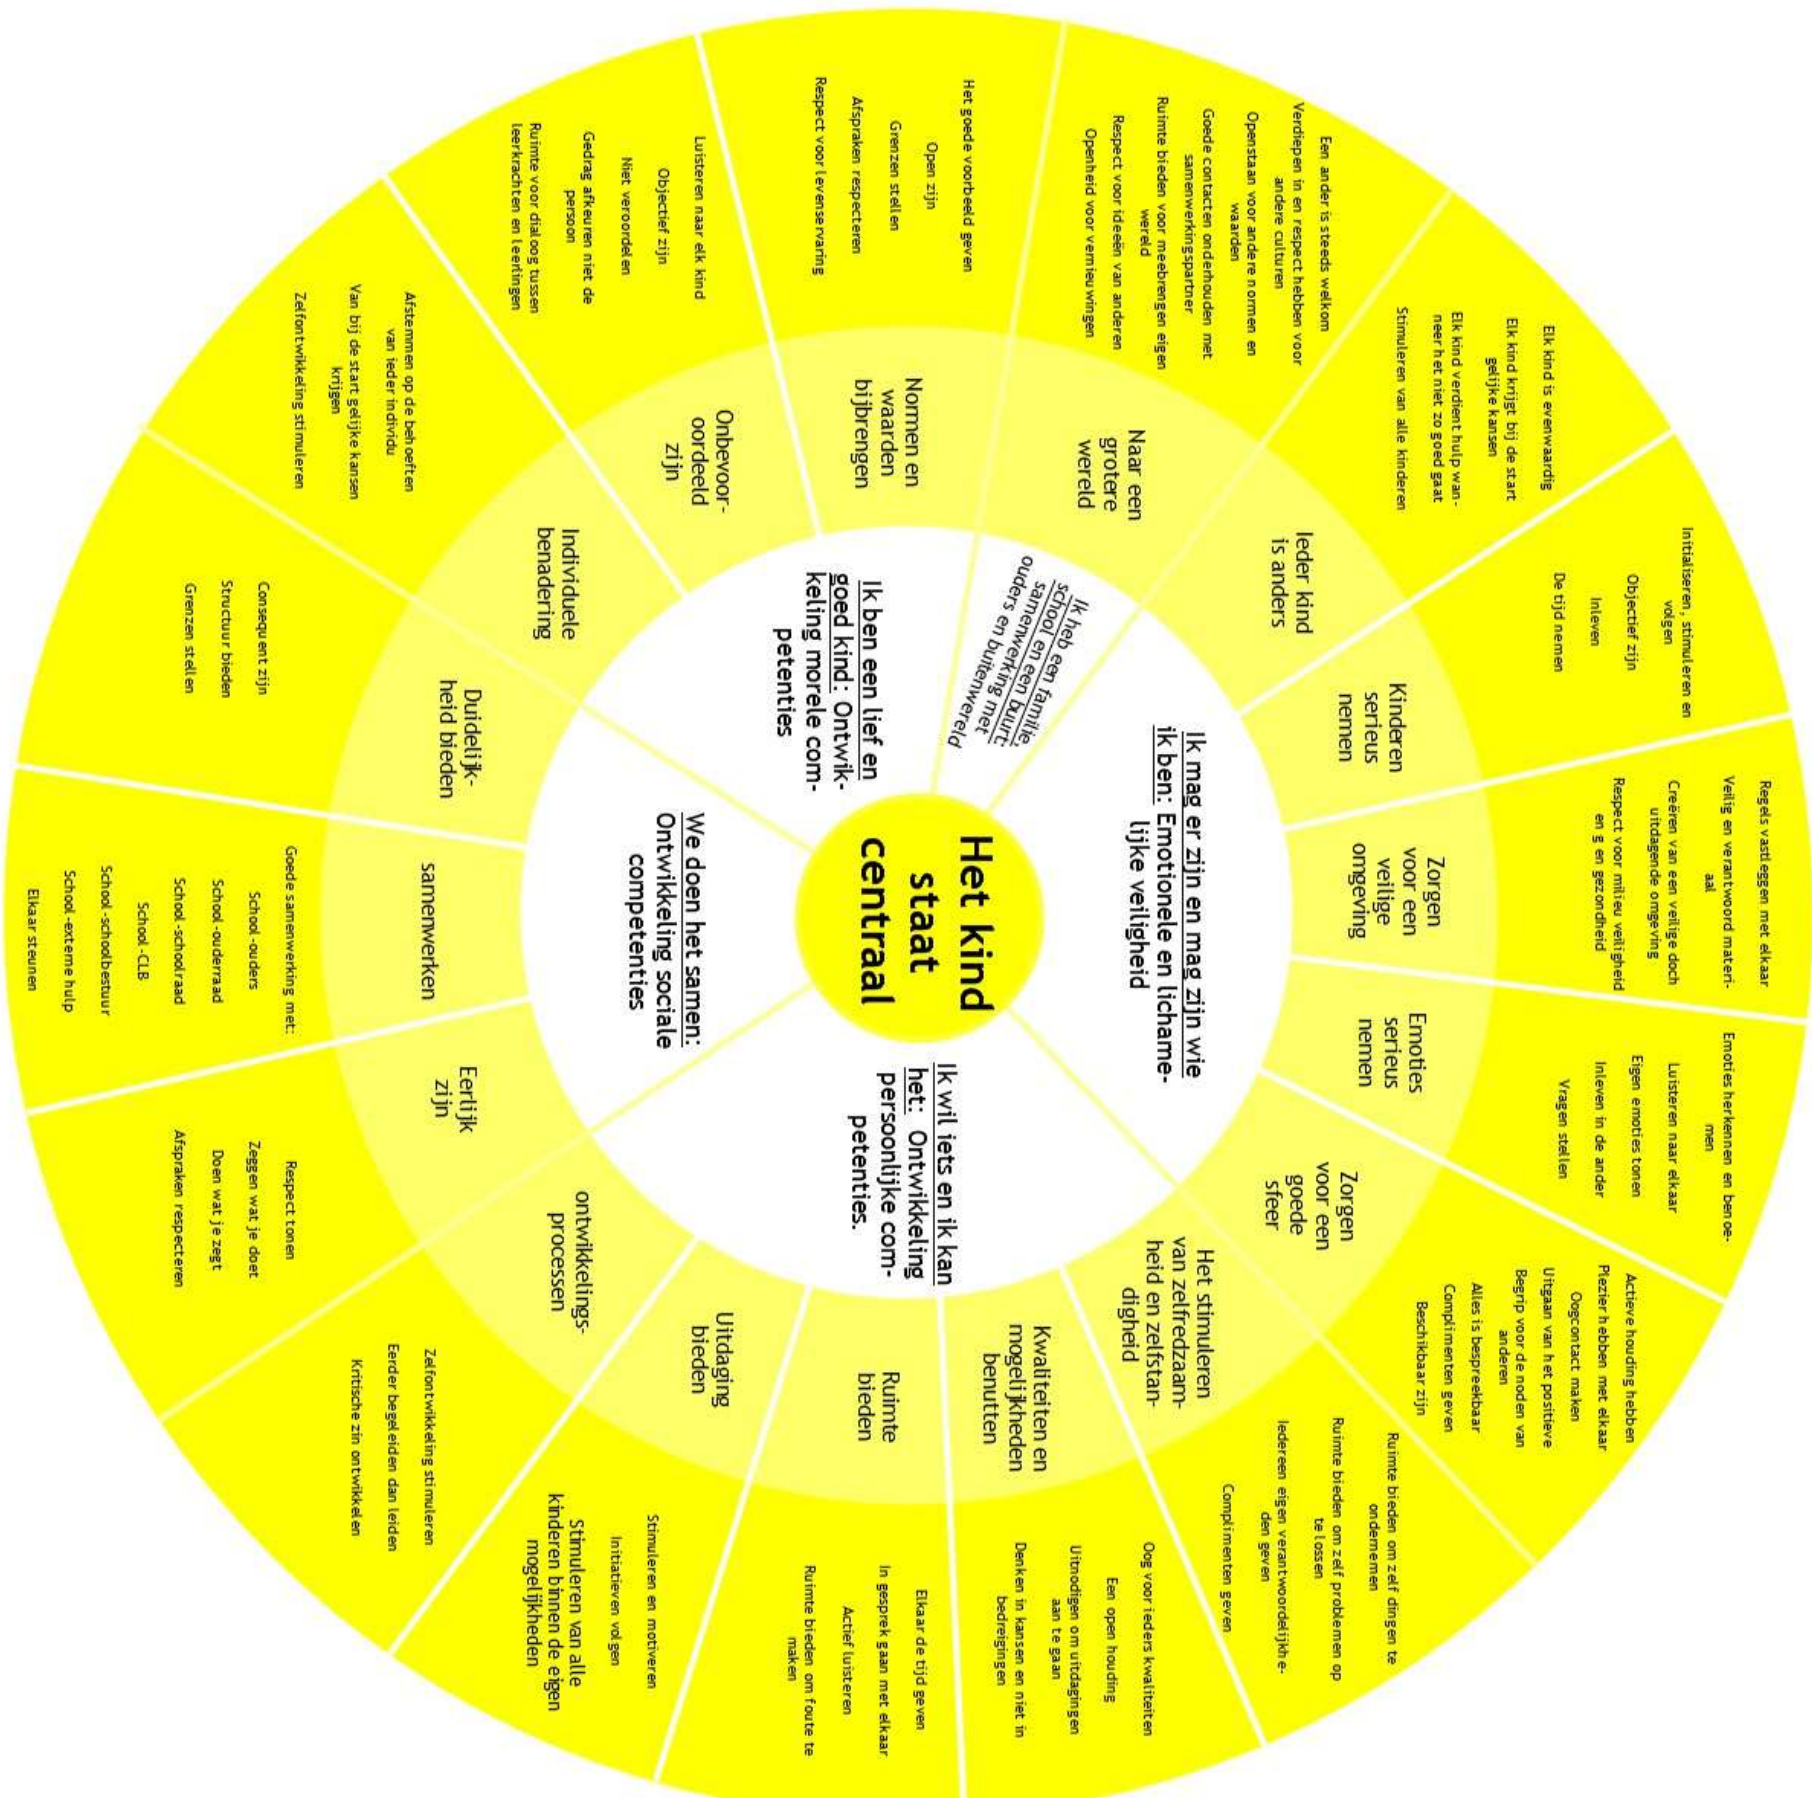 Het kind
staat
centraal
Ik mag er zijn en mag zijn wie
ik ben: Emotionele en lichame-
lijke veiligheid
Ik wil iets en ik kan
het: Ontwikkeling
persoonlijke com-
petenties.
We doen het samen:
Ontwikkeling sociale
competenties
Ik ben een lief en
goed kind: Ontwik-
keling morele com-
petenties
Ik heb een familie,
school en een buurt:
samenwerking met
ouders en buitenwereld
Ieder kind
is anders
Elk kind is evenwaardig
Elk kind krijgt bij de start
gelijke kansen
Elk kind verdient hulp wan-
neer het niet zo goed gaat
Stimuleren van alle kinderen
Kinderen
serieus
nemen
Initialiseren, stimuleren en
volgen
Objectief zijn
Inleven
De tijd nemen
Zorgen
voor een
veilige
omgeving
Regels vastleggen met elkaar
Veilig en verantwoord materi-
aal
Creëren van een veilige doch
uitdagende omgeving
Respect voor milieu veiligheid
en g en gezondheid
Emoties
serieus
nemen
Emoties herkennen en benoe-
men
Luisteren naar elkaar
Eigen emoties tonen
Inleven in de ander
Vragen stellen
Zorgen
voor een
goede
sfeer
Actieve houding hebben
Plezier hebben met elkaar
Oogcontact maken
Uitgaan van het positieve
Begrip voor de noden van
anderen
Alles is bespreekbaar
Complimenten geven
Beschikbaar zijn
Het stimuleren
van zelfredzaam-
heid en zelfstan-
digheid
Ruimte bieden om zelf dingen te
ondernemen
Ruimte bieden om zelf problemen op
te lossen
Iedereen eigen verantwoordelijkhe-
den geven
Complimenten geven
Kwaliteiten en
mogelijkheden
benutten
Oog voor ieders kwaliteiten
Een open houding
Uitnodigen om uitdagingen
aan te gaan
Denken in kansen en niet in
bedreigingen
Ruimte
bieden
Elkaar de tijd geven
In gesprek gaan met elkaar
Actief luisteren
Ruimte bieden om foute te
maken
Uitdaging
bieden
Stimuleren en motiveren
Initiatieven volgen
Stimuleren van alle
kinderen binnen de eigen
mogelijkheden
ontwikkelings-
processen
Zelfontwikkeling stimuleren
Eerder begeleiden dan leiden
Kritische zin ontwikkelen
Eerlijk
zijn
Respect tonen
Zeggen wat je doet
Doen wat je zegt
Afspraken respecteren
samenwerken
Goede samenwerking met:
School-ouders
School-ouderraad
School-schoolraad
School-CLB
School-schoolbestuur
School-externe hulp
Elkaar steunen
Duidelijk-
heid bieden
Consequent zijn
Structuur bieden
Grenzen stellen
Individuele
benadering
Afstemmen op de behoeften
van ieder individu
Van bij de start gelijke kansen
krijgen
Zelfontwikkeling stimuleren
Onbevoor-
oordeeld
zijn
Luisteren naar elk kind
Objectief zijn
Niet veroordelen
Gedrag afkeuren niet de
persoon
Ruimte voor dialoog tussen
leerkrachten en leerlingen
Normen en
waarden
bijbrengen
Het goede voorbeeld geven
Open zijn
Grenzen stellen
Afspraken respecteren
Respect voor levenservaring
Naar een
grotere
wereld
Een ander is steeds welkom
Verdiepen in en respect hebben voor
andere culturen
Openstaan voor andere normen en
waarden
Goede contacten onderhouden met
samenwerkingspartner
Ruimte bieden voor meebrengen eigen
wereld
Respect voor ideeën van anderen
Openheid voor vernieuwingen